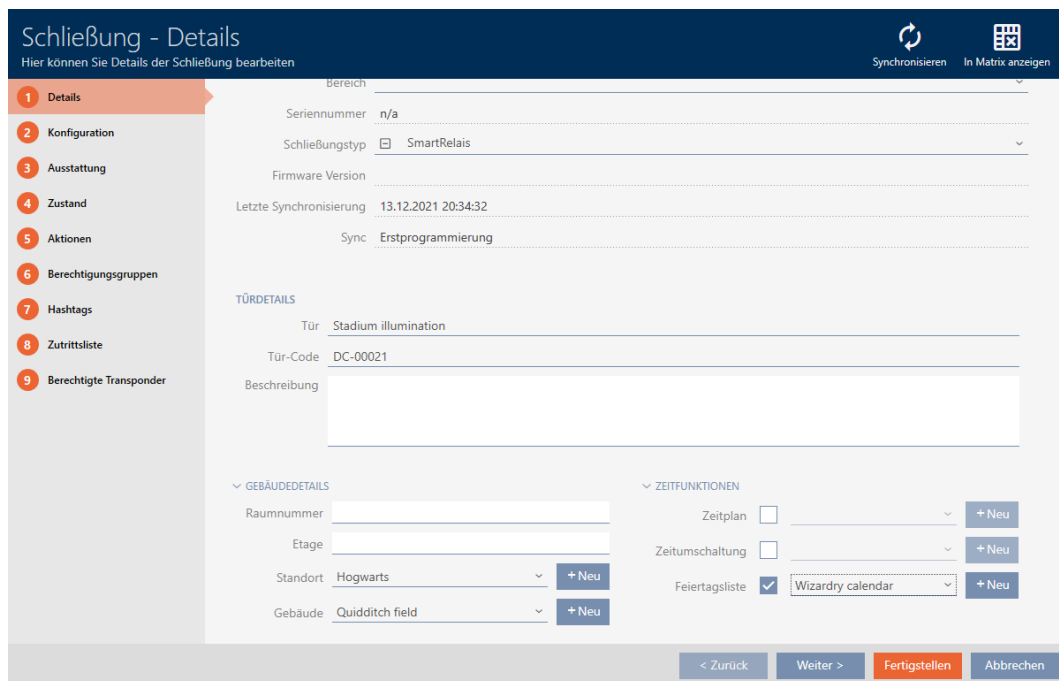 Schließung - Details
Hier können Sie Details der Schließung bearbeiten
Synchronisieren
In Matrix anzeigen
1 Details
2 Konfiguration
3 Ausstattung
4 Zustand
5 Aktionen
6 Berechtigungsgruppen
7 Hashtags
8 Zutrittsliste
9 Berechtigte Transponder
Bereich
Seriennummer n/a
Schließungstyp SmartRelais
Firmware Version
Letzte Synchronisierung 13.12.2021 20:34:32
Sync Erstprogrammierung
TÜRDETAILS
Tür Stadium illumination
Tür-Code DC-00021
Beschreibung
GEBÄUDEDETAILS
Raumnummer
Etage
Standort Hogwarts + Neu
Gebäude Quidditch field + Neu
ZEITFUNKTIONEN
Zeitplan + Neu
Zeitumschaltung + Neu
Feiertagsliste Wizardry calendar + Neu
< Zurück
Weiter >
Fertigstellen
Abbrechen